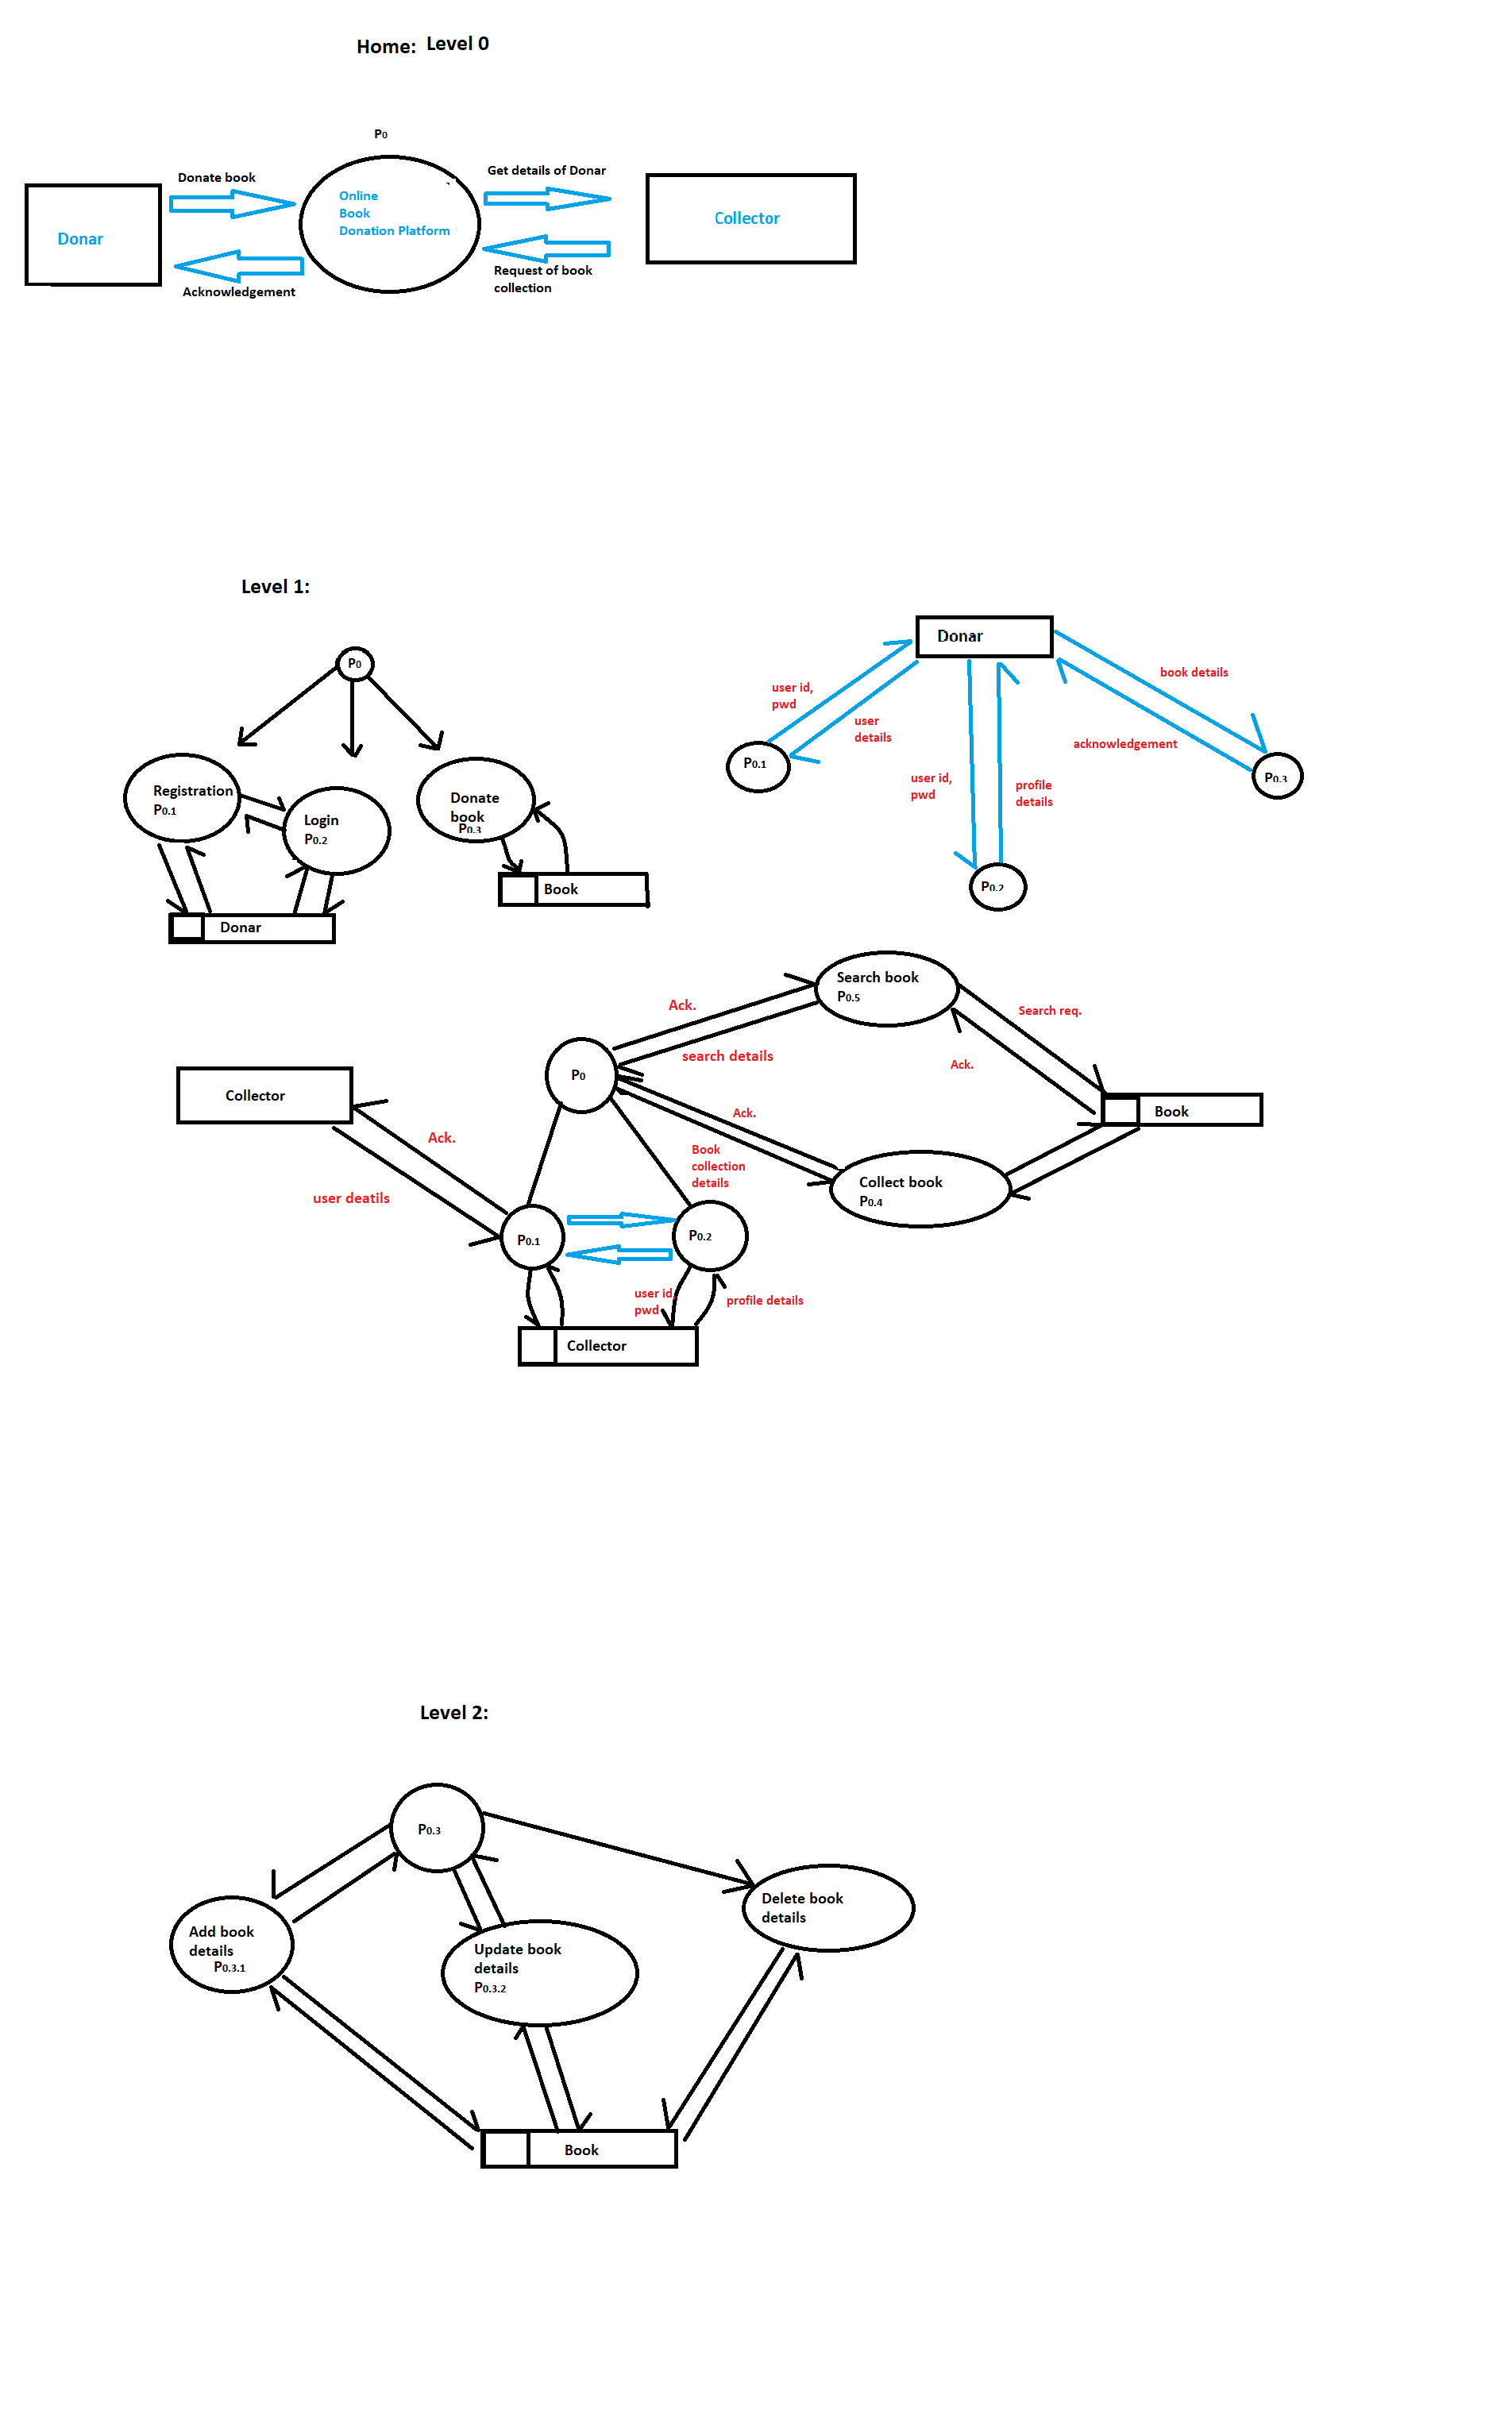 Home: Level 0
P0
Donate book
Get details of Donar
Online
Book
Donation Platform
Donar
Collector
Acknowledgement
Request of book
collection
Level 1:
P0
Registration
P0.1
Login
P0.2
Donate
book
P0.3
Book
Donar
Donar
user id,
pwd
user
details
book details
acknowledgement
P0.1
user id,
pwd
profile
details
P0.3
P0.2
Search book
P0.5
Ack.
search details
Search req.
Ack.
P0
Collector
Book
Ack.
Ack.
Book
collection
details
Collect book
P0.4
user deatils
P0.1
P0.2
user id,
pwd
profile details
Collector
Level 2:
P0.3
Delete book
details
Add book
details
P0.3.1
Update book
details
P0.3.2
Book